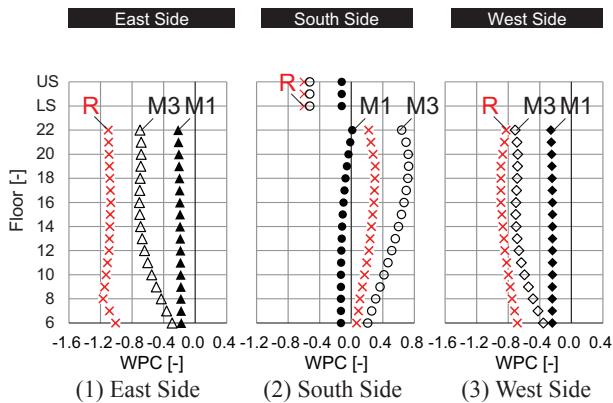 East Side South Side West Side
US
LS
22
20
18
16
14
12
10
8
6
Floor [-]
R M3 M1
R M1 M3
R M3 M1
-1.6 -1.2 -0.8 -0.4 0.0 0.4
-1.2 -0.8 -0.4 0.0 0.4 0.8
-1.6 -1.2 -0.8 -0.4 0.0 0.4
WPC [-] WPC [-] WPC [-]
(1) East Side (2) South Side (3) West Side